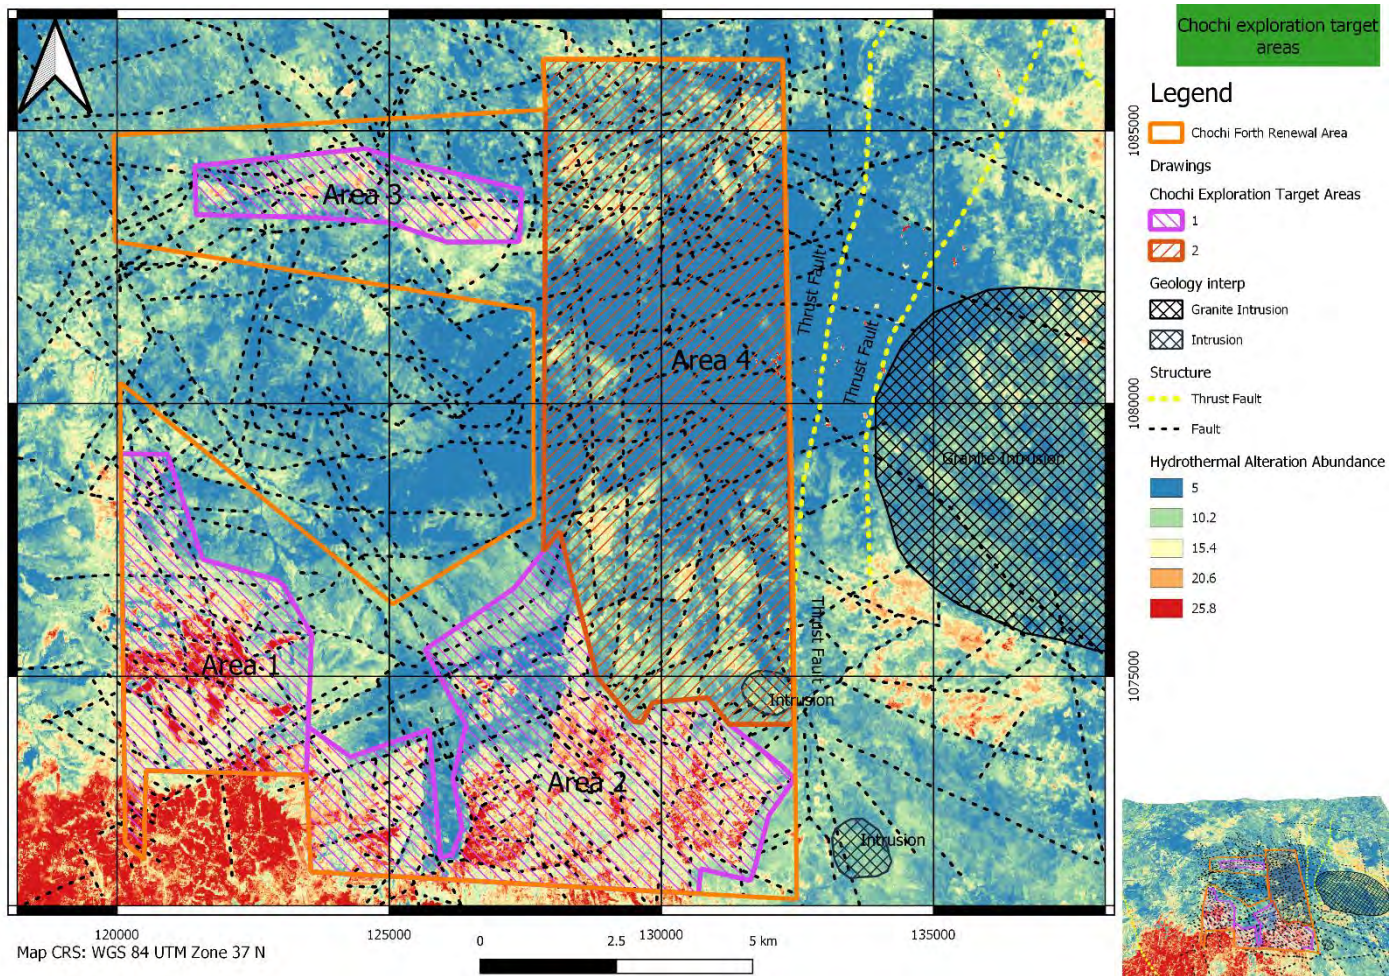 Chochi exploration target
areas
Legend
Chochi Forth Renewal Area
Drawings
Chochi Exploration Target Areas
1
2
Geology interp
Granite Intrusion
Intrusion
Structure
Thrust Fault
Fault
Hydrothermal Alteration Abundance
5
10.2
15.4
20.6
25.8
Area 3
Area 4
Thrust Fault
Thrust Fault
Granite Intrusion
Area 1
Thrust Fault
Intrusion
Area 2
Intrusion
1085000
1080000
1075000
120000
125000
130000
135000
0
2.5
5 km
Map CRS: WGS 84 UTM Zone 37 N